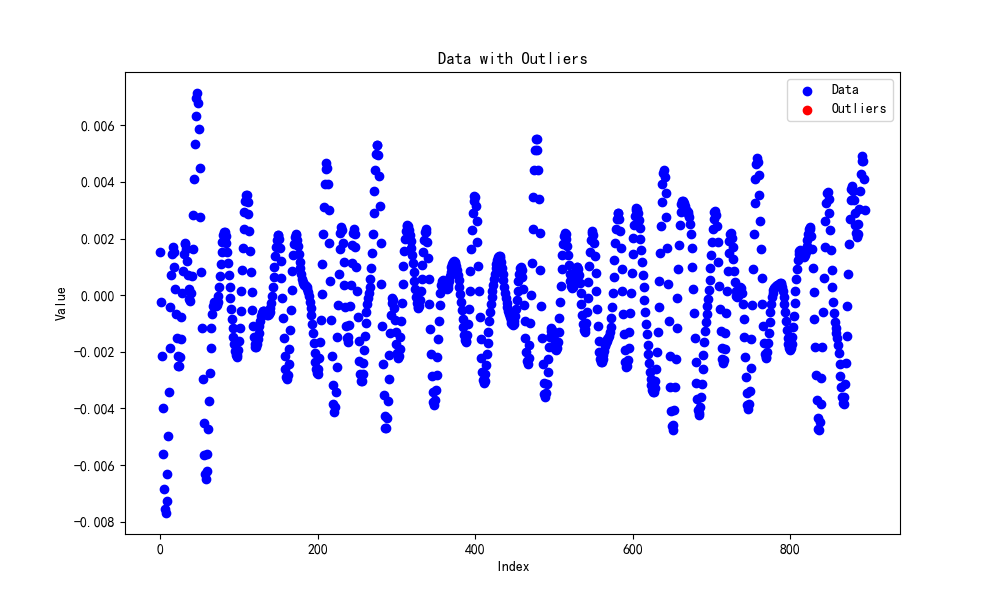 Data with Outliers
Data
Outliers
0.006
0.004
0.002
0.000
−0.002
−0.004
−0.006
−0.008
Value
0 200 400 600 800
Index